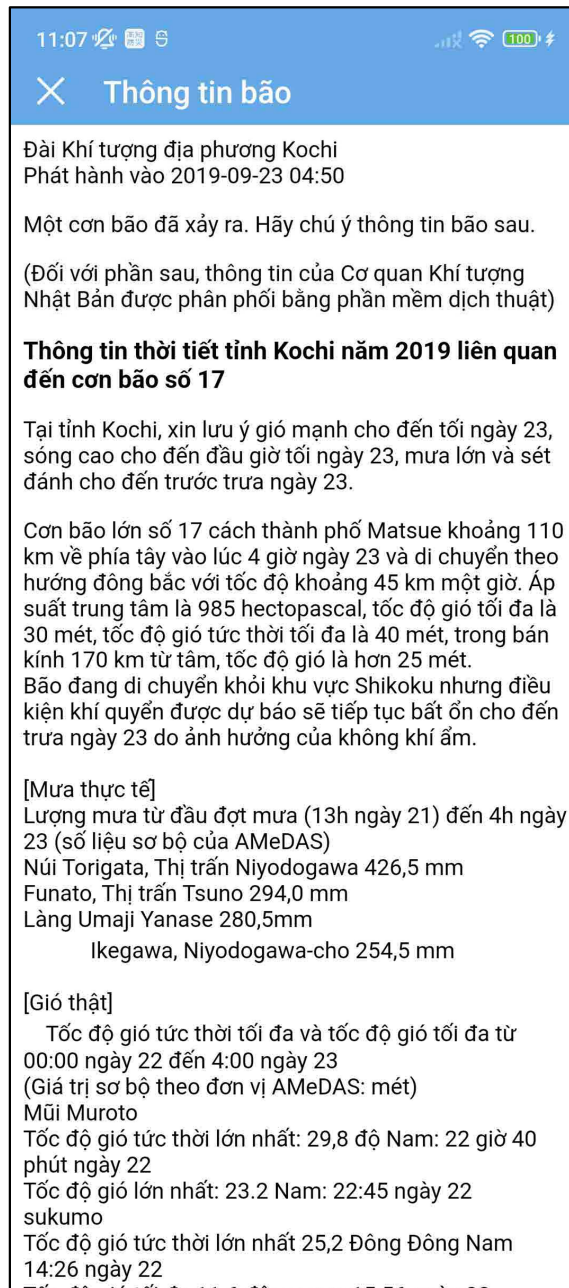 11:07
100
Thông tin bão
Đài Khí tượng địa phương Kochi
Phát hành vào 2019-09-23 04:50
Một cơn bão đã xảy ra. Hãy chú ý thông tin bão sau.
(Đối với phần sau, thông tin của Cơ quan Khí tượng
Nhật Bản được phân phối bằng phần mềm dịch thuật)
Thông tin thời tiết tỉnh Kochi năm 2019 liên quan
đến cơn bão số 17
Tại tỉnh Kochi, xin lưu ý gió mạnh cho đến tối ngày 23,
sóng cao cho đến đầu giờ tối ngày 23, mưa lớn và sét
đánh cho đến trước trưa ngày 23.
Cơn bão lớn số 17 cách thành phố Matsue khoảng 110
km về phía tây vào lúc 4 giờ ngày 23 và di chuyển theo
hướng đông bắc với tốc độ khoảng 45 km một giờ. Áp
suất trung tâm là 985 hectopascal, tốc độ gió tối đa là
30 mét, tốc độ gió tức thời tối đa là 40 mét, trong bán
kính 170 km từ tâm, tốc độ gió là hơn 25 mét.
Bão đang di chuyển khỏi khu vực Shikoku nhưng điều
kiện khí quyển được dự báo sẽ tiếp tục bất ổn cho đến
trưa ngày 23 do ảnh hưởng của không khí ẩm.
[Mưa thực tế]
Lượng mưa từ đầu đợt mưa (13h ngày 21) đến 4h ngày
23 (số liệu sơ bộ của AMeDAS)
Núi Torigata, Thị trấn Niyodogawa 426,5 mm
Funato, Thị trấn Tsuno 294,0 mm
Làng Umaji Yanase 280,5mm
Ikegawa, Niyodogawa-cho 254,5 mm
[Gió thật]
Tốc độ gió tức thời tối đa và tốc độ gió tối đa từ
00:00 ngày 22 đến 4:00 ngày 23
(Giá trị sơ bộ theo đơn vị AMeDAS: mét)
Mũi Muroto
Tốc độ gió tức thời lớn nhất: 29,8 độ Nam: 22 giờ 40
phút ngày 22
Tốc độ gió lớn nhất: 23.2 Nam: 22:45 ngày 22
sukumo
Tốc độ gió tức thời lớn nhất 25,2 Đông Đông Nam
14:26 ngày 22